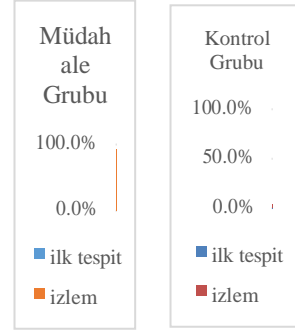 Müdah
ale
Grubu
100.0%
0.0%
ilk tespit
izlem
Kontrol
Grubu
100.0%
50.0%
0.0%
ilk tespit
izlem